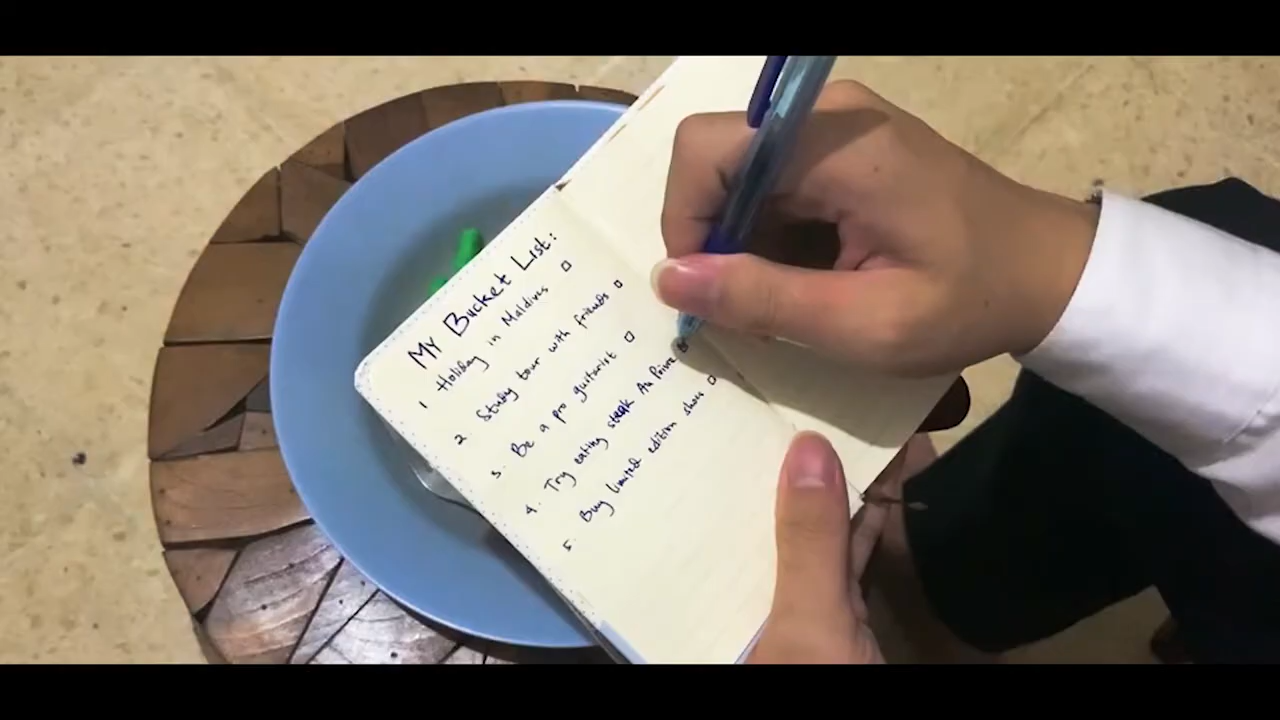 My Bucket List:
1 Holiday in Maldives
2 Study tour with friends
3. Be a pro guitarist
4. Try eating steak Au Poivre
5. Buy limited edition shoes